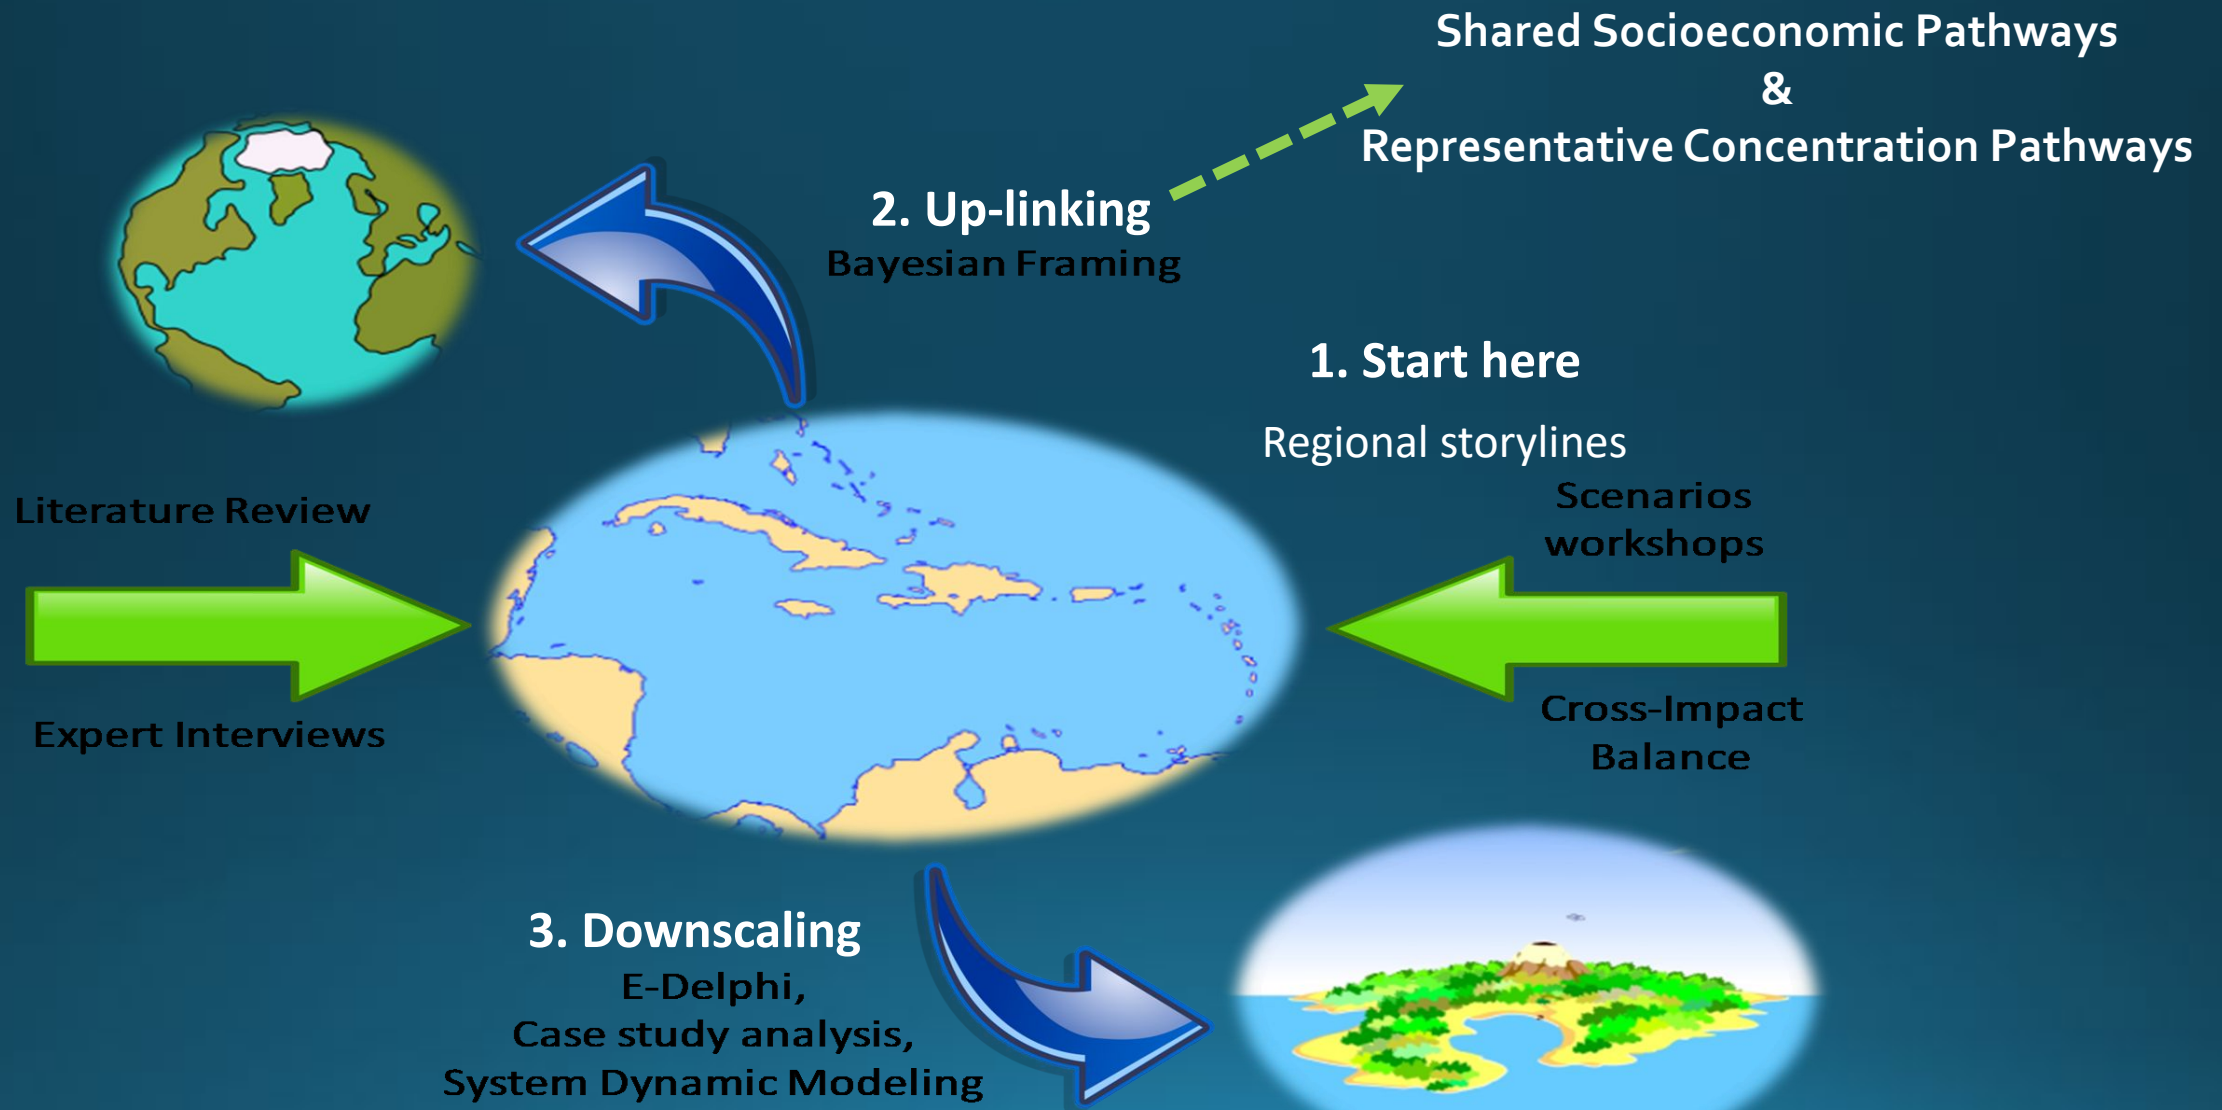 Shared Socioeconomic Pathways
&
Representative Concentration Pathways
2. Up-linking
Bayesian Framing
1. Start here
Regional storylines
Scenarios
workshops
Literature Review
Expert Interviews
Cross-Impact
Balance
3. Downscaling
E-Delphi,
Case study analysis,
System Dynamic Modeling